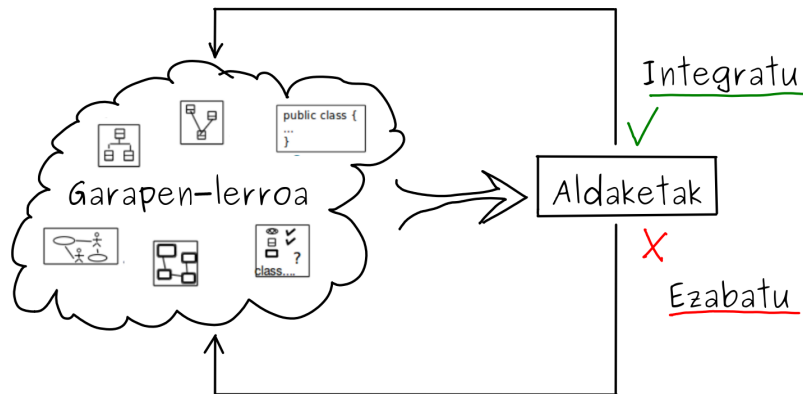 Integratu
public class {
...
}
Garapen-lerroa
Aldaketak
?
class....
Ezabatu